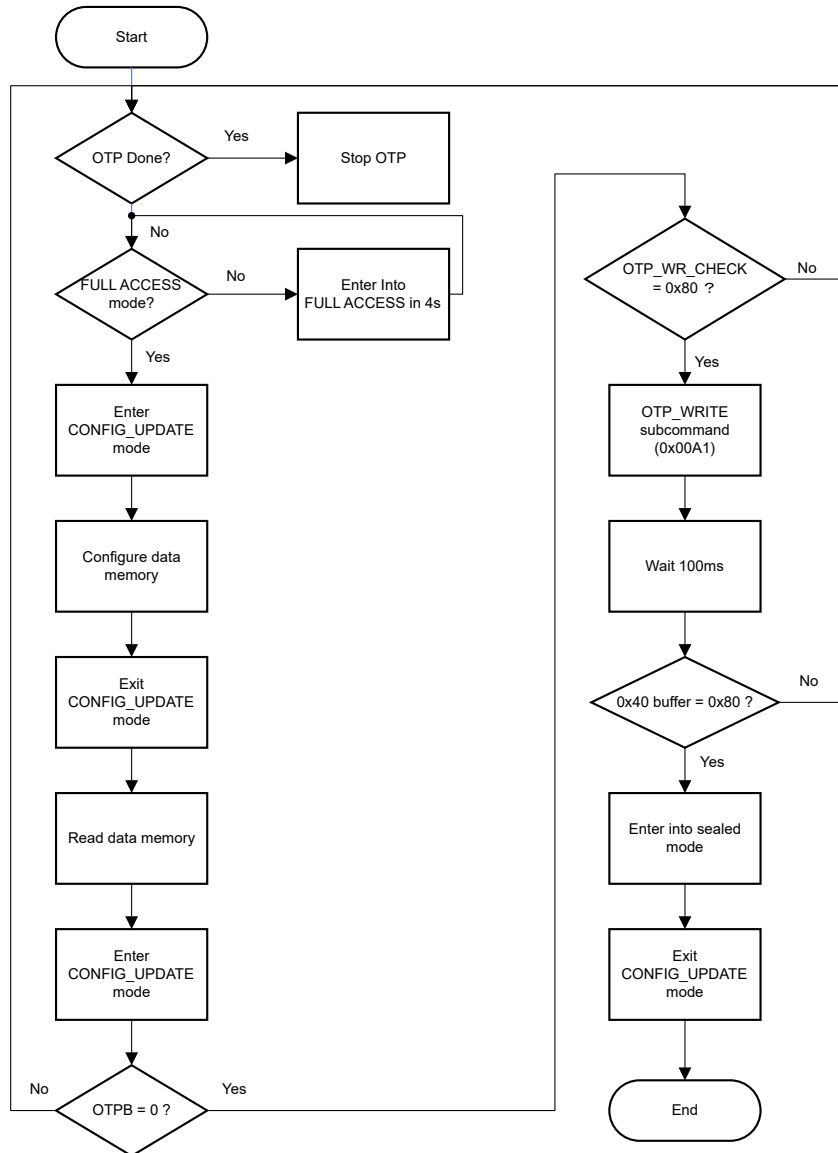 Start
OTP Done?
Yes
Stop OTP
No
FULL ACCESS
mode?
No
Enter Into
FULL ACCESS in 4s
Yes
Enter
CONFIG_UPDATE
mode
Configure data
memory
Exit
CONFIG_UPDATE
mode
Read data memory
Enter
CONFIG_UPDATE
mode
No
OTPB = 0 ?
Yes
OTP_WR_CHECK
= 0x80 ?
No
Yes
OTP_WRITE
subcommand
(0x00A1)
Wait 100ms
0x40 buffer = 0x80 ?
No
Yes
Enter into sealed
mode
Exit
CONFIG_UPDATE
mode
End